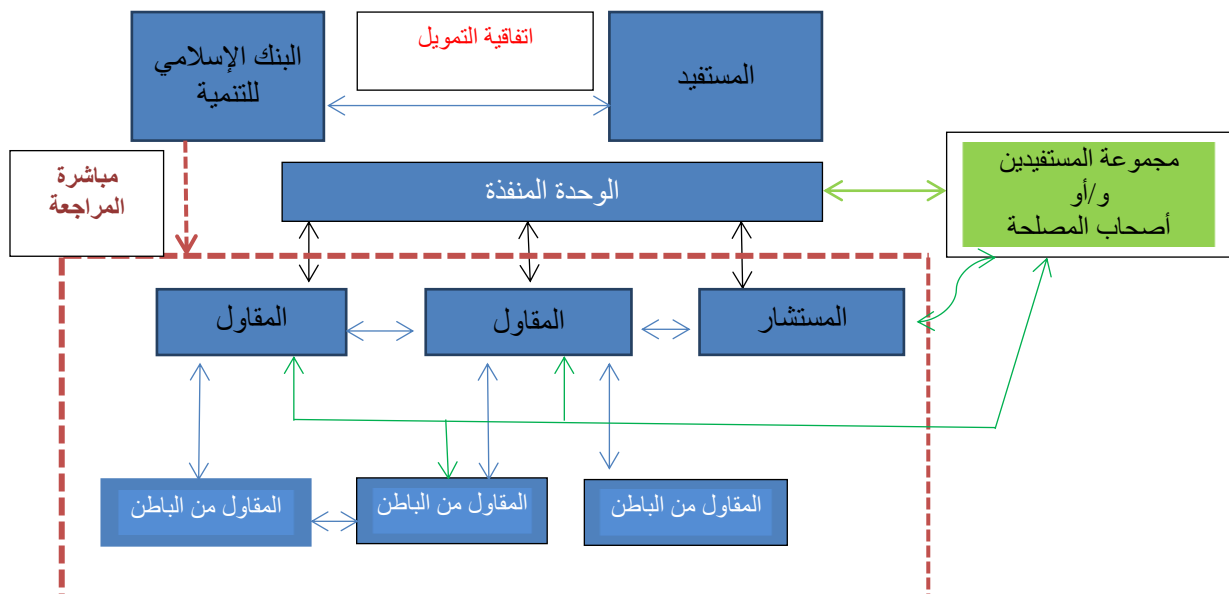 المستفيد
اتفاقية التمويل
البنك الإسلامي
للتنمية
مجموعة المستفيدين
و/أو
أصحاب المصلحة
الوحدة المنفذة
مباشرة
المراجعة
المستشار
المقاول
المقاول
المقاول من الباطن
المقاول من الباطن
المقاول من الباطن